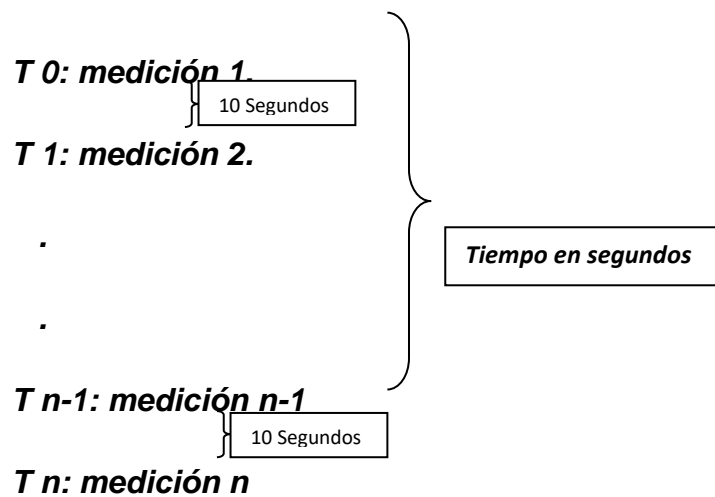 T 0: medición 1.
10 Segundos
T 1: medición 2.
.
Tiempo en segundos
.
T n-1: medición n-1
10 Segundos
T n: medición n